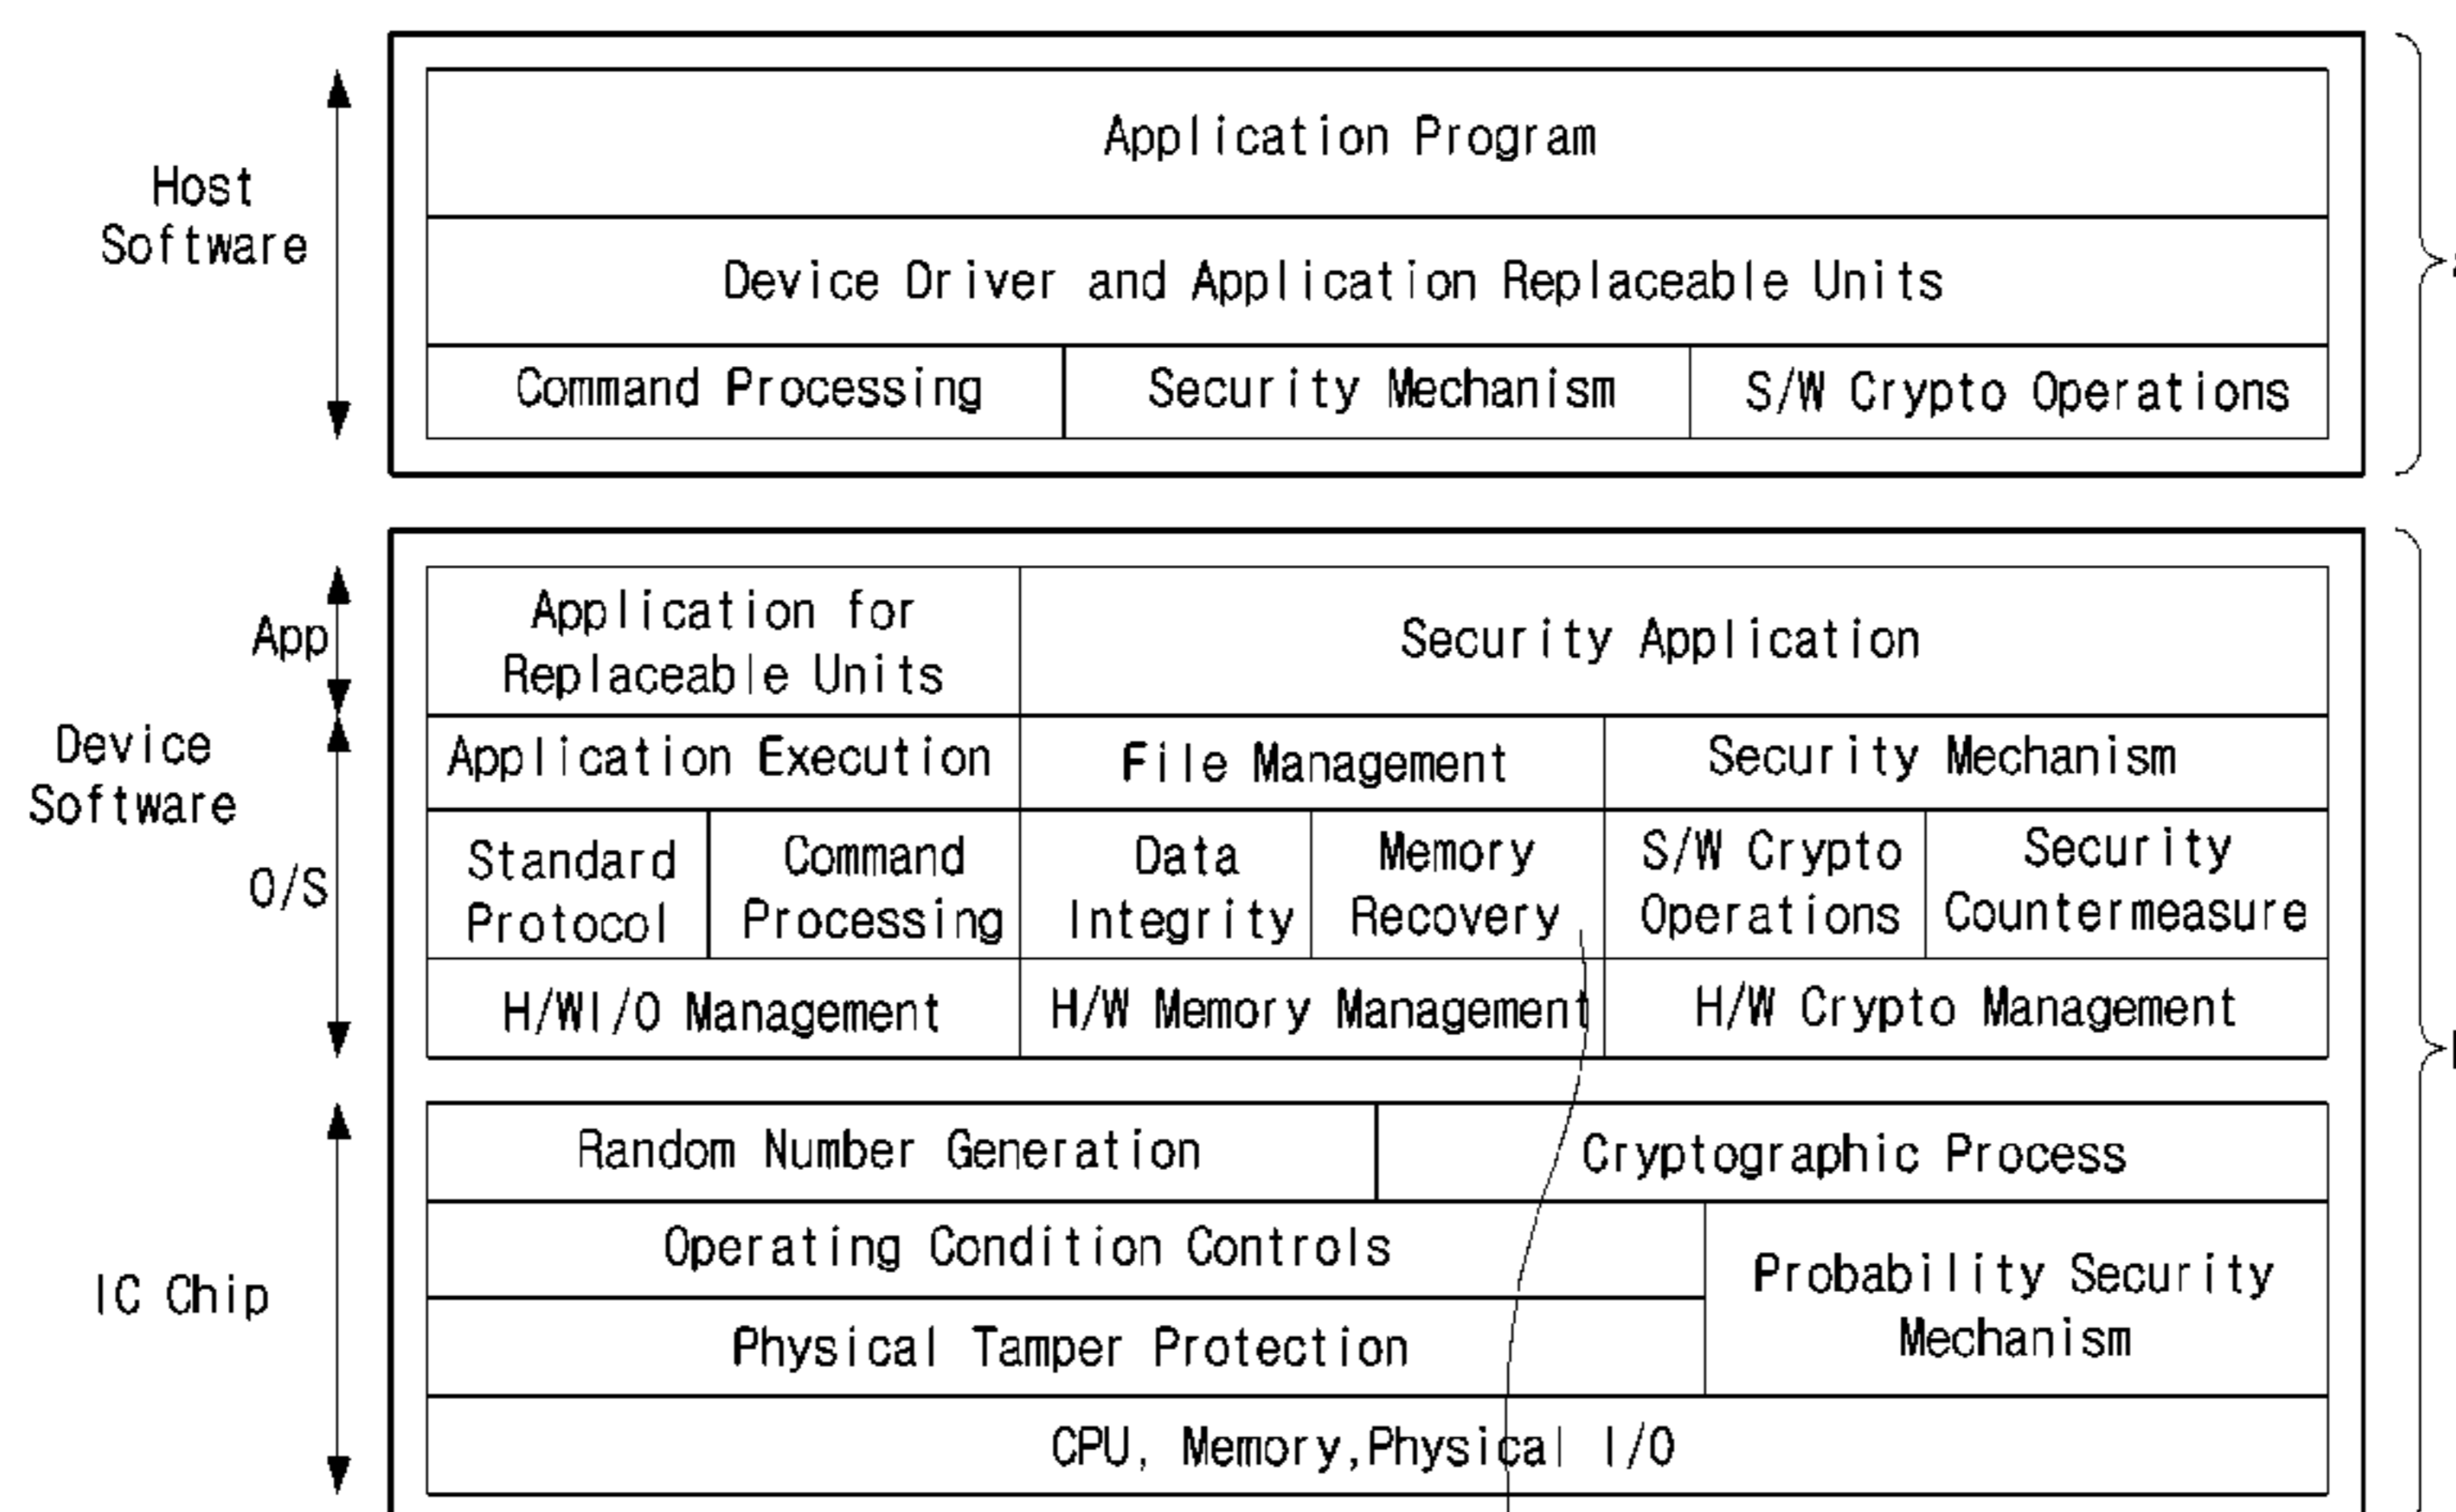 Application Program
Host
Software
Device Driver and Application Replaceable Units
Command Processing
Security Mechanism
S/W Crypto Operations
App
Application for
Replaceable Units
Security Application
Device
Software
O/S
Application Execution
File Management
Security Mechanism
Standard
Protocol
Command
Processing
Data
Integrity
Memory
Recovery
S/W Crypto
Operations
Security
Countermeasure
H/WI/O Management
H/W Memory Management
H/W Crypto Management
IC Chip
Random Number Generation
Cryptographic Process
Operating Condition Controls
Probability Security
Mechanism
Physical Tamper Protection
CPU, Memory,Physical I/O